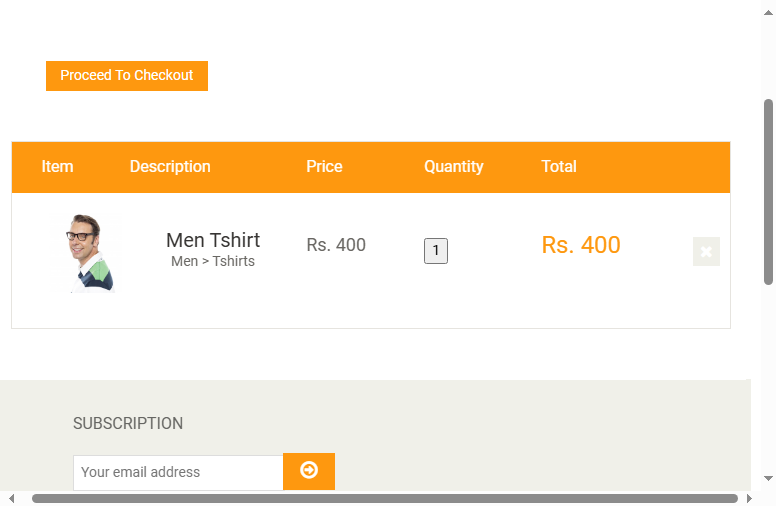 Proceed To Checkout
Item Description Price Quantity Total
Men Tshirt Rs. 400 1 Rs. 400
Men > Tshirts
SUBSCRIPTION
Your email address